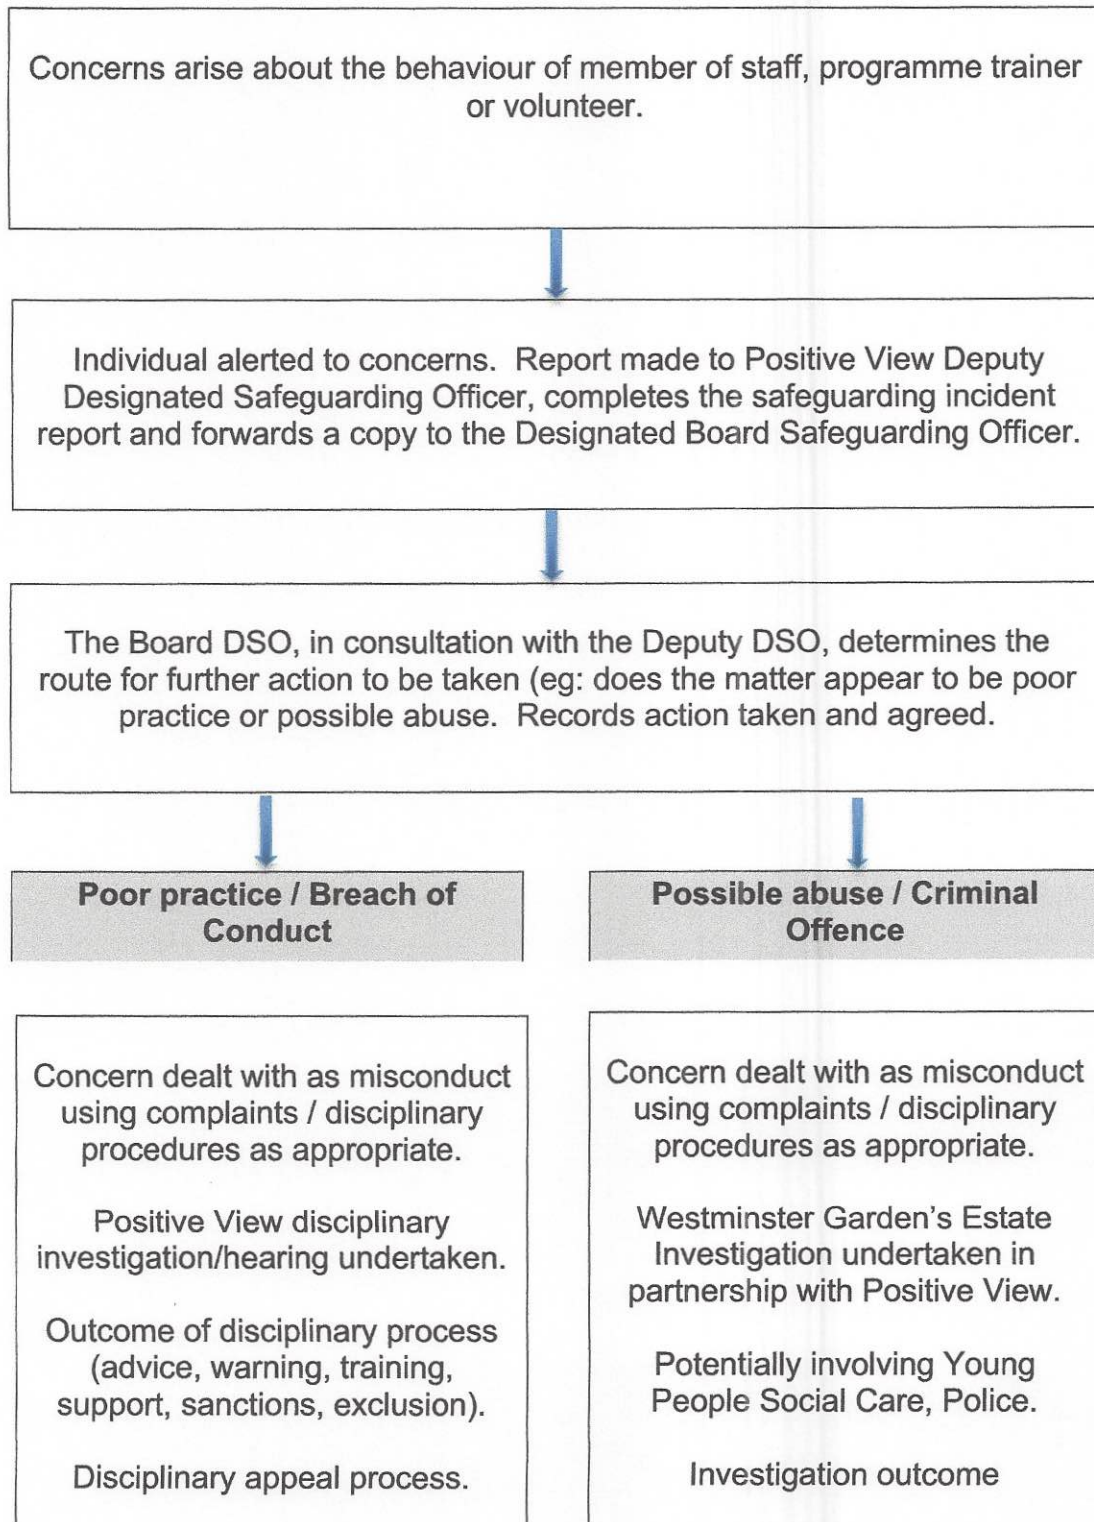 Concerns arise about the behaviour of member of staff, programme trainer
or volunteer.
Individual alerted to concerns. Report made to Positive View Deputy
Designated Safeguarding Officer, completes the safeguarding incident
report and forwards a copy to the Designated Board Safeguarding Officer.
The Board DSO, in consultation with the Deputy DSO, determines the
route for further action to be taken (eg: does the matter appear to be poor
practice or possible abuse. Records action taken and agreed.
Poor practice / Breach of
Conduct
Concern dealt with as misconduct
using complaints / disciplinary
procedures as appropriate.
Positive View disciplinary
investigation/hearing undertaken.
Outcome of disciplinary process
(advice, warning, training,
support, sanctions, exclusion).
Disciplinary appeal process.
Possible abuse / Criminal
Offence
Concern dealt with as misconduct
using complaints / disciplinary
procedures as appropriate.
Westminster Garden's Estate
Investigation undertaken in
partnership with Positive View.
Potentially involving Young
People Social Care, Police.
Investigation outcome